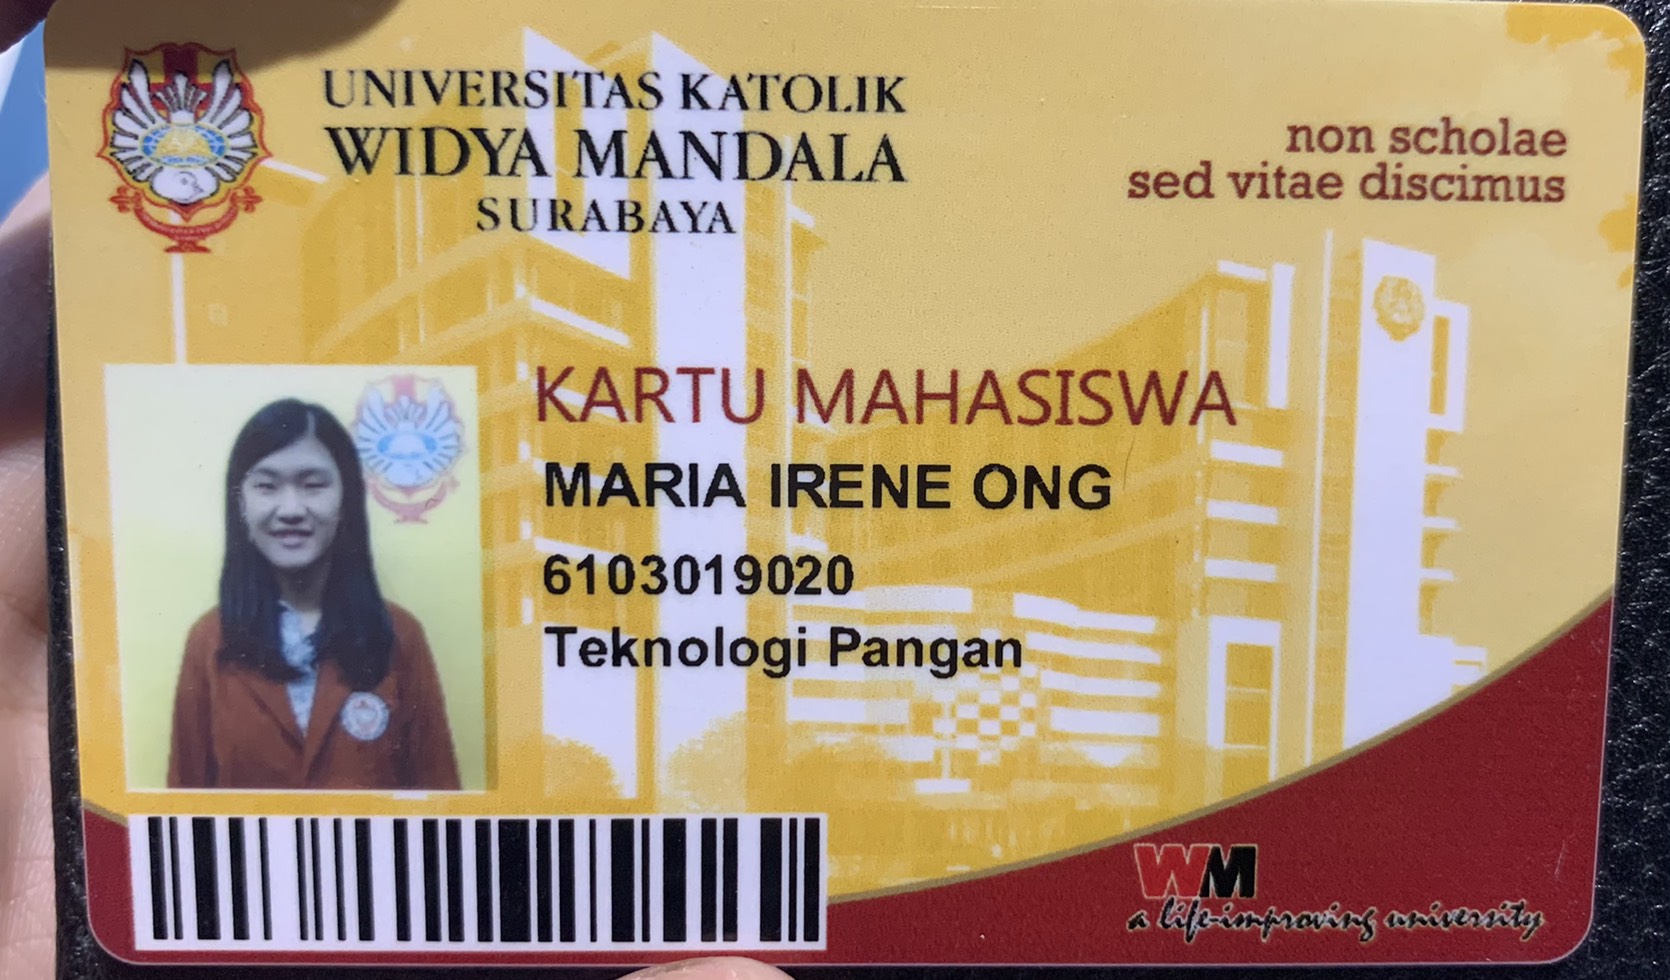 UNIVERSITAS KATOLIK
WIDYA MANDALA
SURABAYA
non scholae
sed vitae discimus
KARTU MAHASISWA
MARIA IRENE ONG
6103019020
Teknologi Pangan
WM
a life-improving university